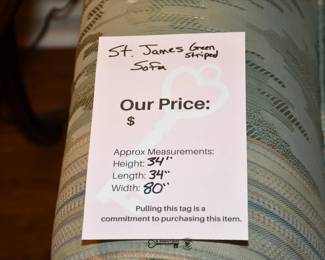 St. James Green
Striped
Sofa
Our Price:
$
Approx Measurements:
Height: 34"
Length: 34"
Width: 80"
Pulling this tag is a
commitment to purchasing this item.